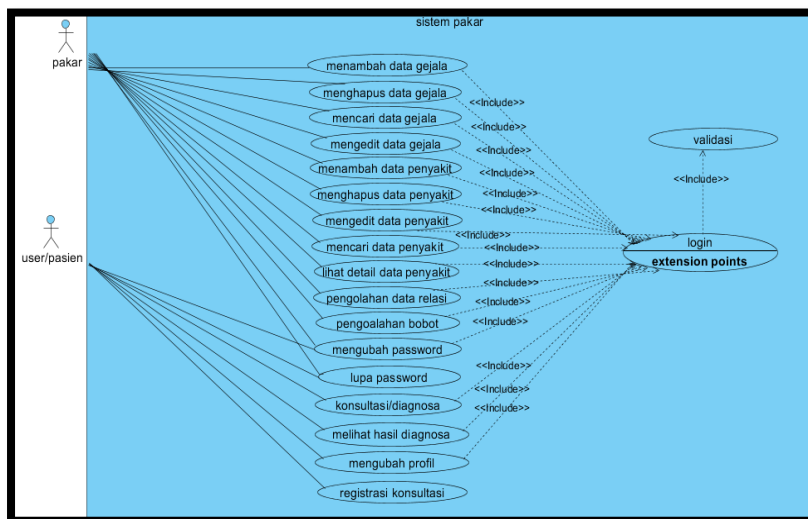 sistem pakar
pakar
menambah data gejala
menghapus data gejala
<<Include>>
mencari data gejala
<<Include>>
mengedit data gejala
validasi
<<Include>>
menambah data penyakit
<<Include>>
<<Include>>
menghapus data penyakit
<<Include>>
<<Include>>
user/pasien
mengedit data penyakit
<<Include>>
mencari data penyakit
<<Include>>
login
extension points
lihat detail data penyakit
<<Include>>
<<Include>>
pengolahan data relasi
<<Include>>
pengoalahan bobot
<<Include>>
mengubah password
lupa password
<<Include>>
<<Include>>
konsultasi/diagnosa
<<Include>>
melihat hasil diagnosa
mengubah profil
registrasi konsultasi